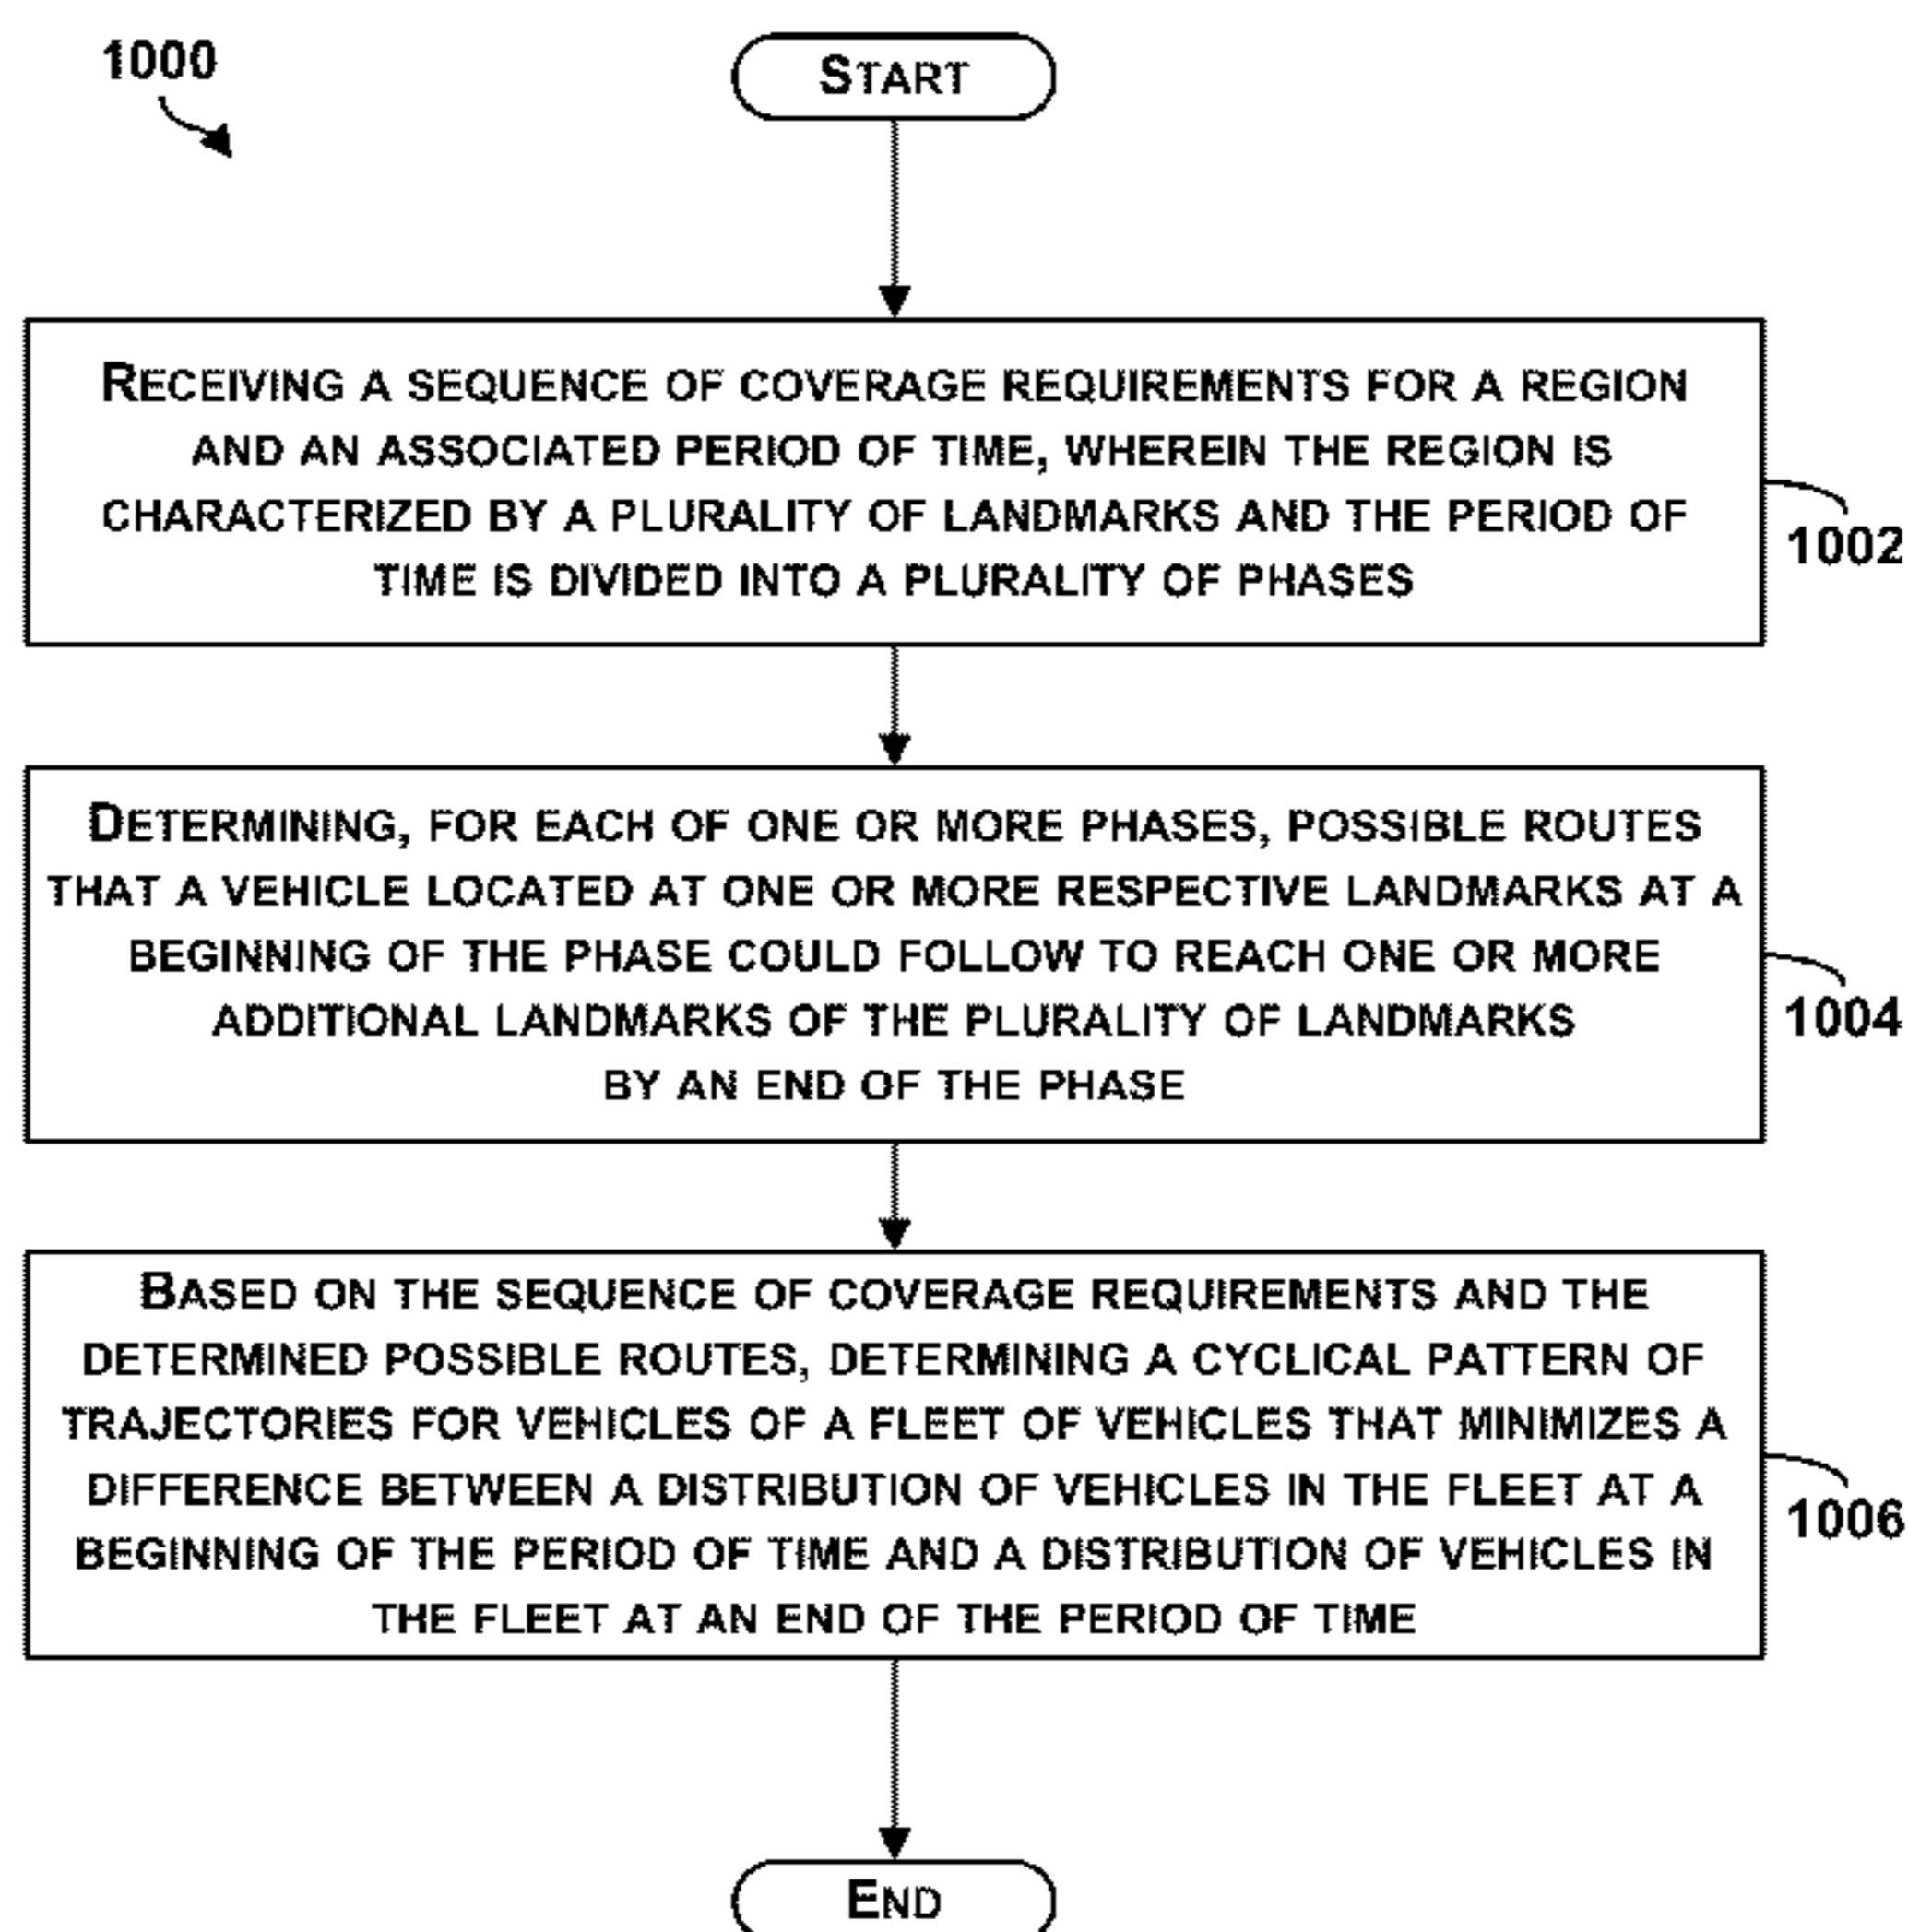 1000
START
RECEIVING A SEQUENCE OF COVERAGE REQUIREMENTS FOR A REGION
AND AN ASSOCIATED PERIOD OF TIME, WHEREIN THE REGION IS
CHARACTERIZED BY A PLURALITY OF LANDMARKS AND THE PERIOD OF
TIME IS DIVIDED INTO A PLURALITY OF PHASES
1002
DETERMINING, FOR EACH OF ONE OR MORE PHASES, POSSIBLE ROUTES
THAT A VEHICLE LOCATED AT ONE OR MORE RESPECTIVE LANDMARKS AT A
BEGINNING OF THE PHASE COULD FOLLOW TO REACH ONE OR MORE
ADDITIONAL LANDMARKS OF THE PLURALITY OF LANDMARKS
BY AN END OF THE PHASE
1004
BASED ON THE SEQUENCE OF COVERAGE REQUIREMENTS AND THE
DETERMINED POSSIBLE ROUTES, DETERMINING A CYCLICAL PATTERN OF
TRAJECTORIES FOR VEHICLES OF A FLEET OF VEHICLES THAT MINIMIZES A
DIFFERENCE BETWEEN A DISTRIBUTION OF VEHICLES IN THE FLEET AT A
BEGINNING OF THE PERIOD OF TIME AND A DISTRIBUTION OF VEHICLES IN
THE FLEET AT AN END OF THE PERIOD OF TIME
1006
END